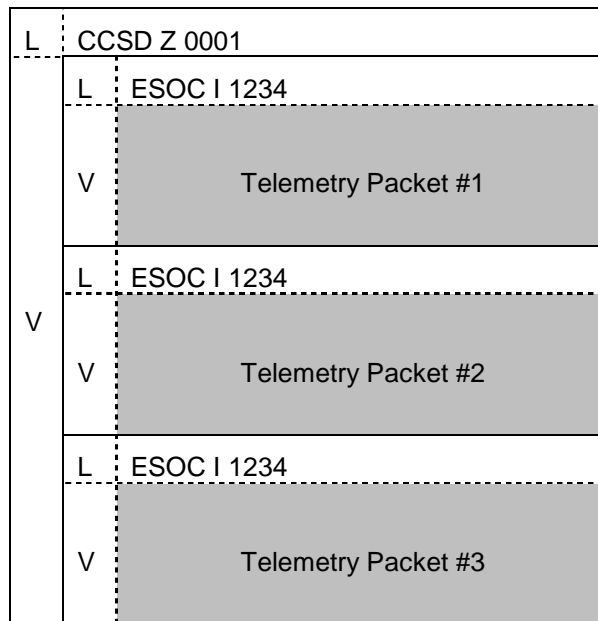 L CCSD Z 0001
L ESOC I 1234
V Telemetry Packet #1
L ESOC I 1234
V
V Telemetry Packet #2
L ESOC I 1234
V Telemetry Packet #3